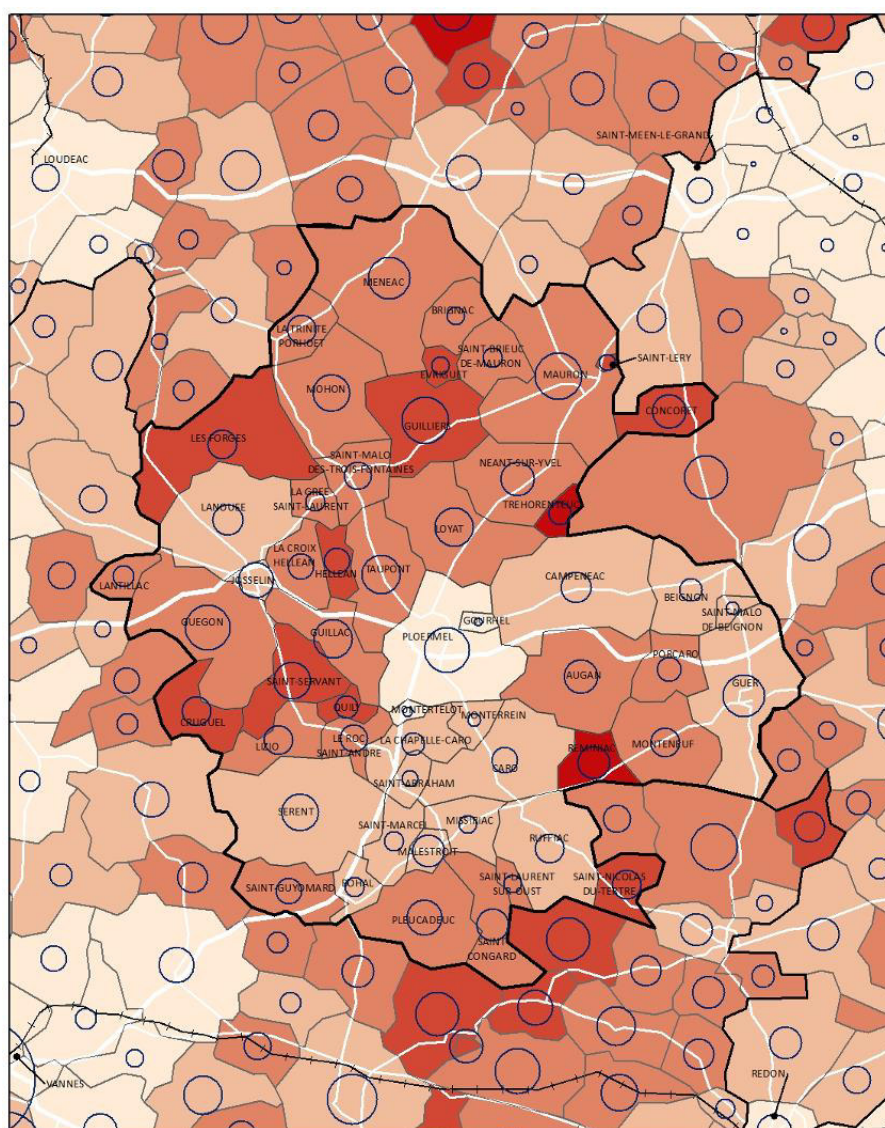 SAINT-MEEN-LE-GRAND
LOUDEAC
MENEAC
BRIGNAC
LA TRINITE
PORHOET
SAINT-BRIEUC
DE-MAURON
SAINT-LERY
EVRIGUET
MAURON
MOHON
CONCORET
GUILLIERS
LES FORGES
SAINT-MALO
DES-TROIS-FONTAINES
NEANT-SUR-YVEL
LA GREE
SAINT-LAURENT
TREHORENTEUC
LANOUEE
LOYAT
LA CROIX
HELLEAN
HELLEAN
TAUPONT
CAMPENEAC
JOSSELIN
LANTILLAC
BEIGNON
SAINT-MALO
DE-BEIGNON
GUEGON
GOURHEL
GUILLAC
PLOERMEL
PORCARO
AUGAN
SAINT-SERVANT
GUER
QUILY
MONTERTELOT
MONTERREIN
CRUGUEL
LIZIO
LE ROC
SAINT-ANDRE
LA CHAPELLE-CARO
MONTENEUF
REMINIAC
CARO
SAINT-ABRAHAM
SERENT
MISSIRIAC
SAINT-MARCEL
RUFFIAC
MALESTROIT
SAINT-GUYOMARD
BOHAL
SAINT-LAURENT
SUR-OUST
SAINT-NICOLAS
DU-TERTRE
PLEUCADEUC
SAINT
CONGARD
REDON
VANNES